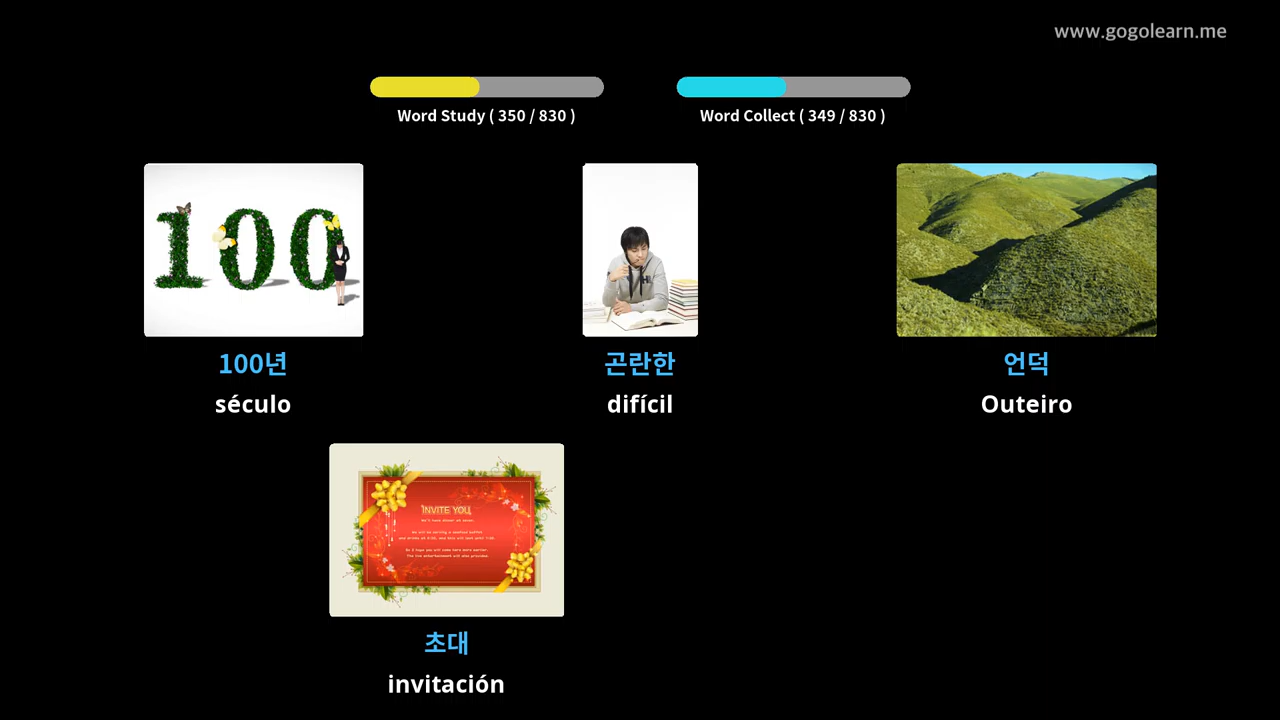 www.gogolearn.me
Word Study ( 350 / 830 )
Word Collect ( 349 / 830 )
100
100년
século
곤란한
difícil
언덕
Outeiro
INVITE YOU
초대
invitación